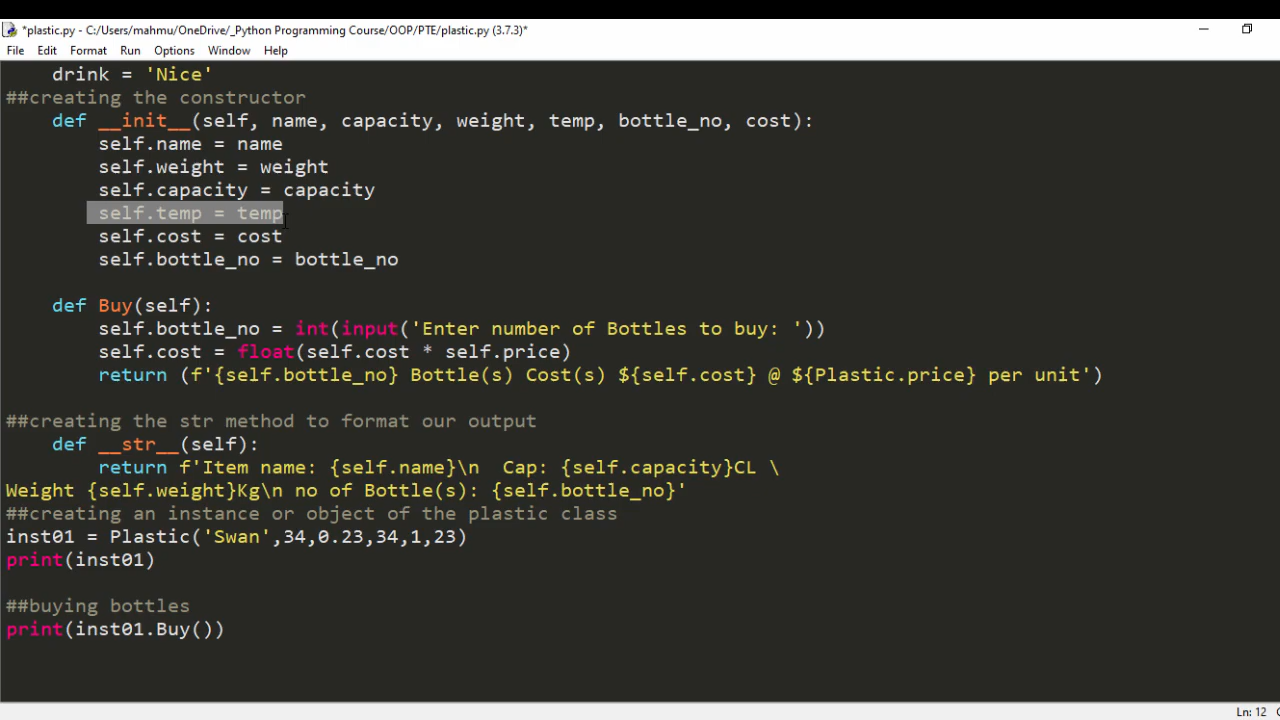 *plastic.py - C:/Users/mahmu/OneDrive/_Python Programming Course/OOP/PTE/plastic.py (3.7.3)*
File Edit Format Run Options Window Help
    drink = 'Nice'
##creating the constructor
    def __init__(self, name, capacity, weight, temp, bottle_no, cost):
        self.name = name
        self.weight = weight
        self.capacity = capacity
        self.temp = temp
        self.cost = cost
        self.bottle_no = bottle_no
    def Buy(self):
        self.bottle_no = int(input('Enter number of Bottles to buy: '))
        self.cost = float(self.cost * self.price)
        return (f'{self.bottle_no} Bottle(s) Cost(s) ${self.cost} @ ${Plastic.price} per unit')
##creating the str method to format our output
    def __str__(self):
        return f'Item name: {self.name}\n  Cap: {self.capacity}CL \
Weight {self.weight}Kg\n no of Bottle(s): {self.bottle_no}'
##creating an instance or object of the plastic class
inst01 = Plastic('Swan',34,0.23,34,1,23)
print(inst01)
##buying bottles
print(inst01.Buy())
Ln: 12